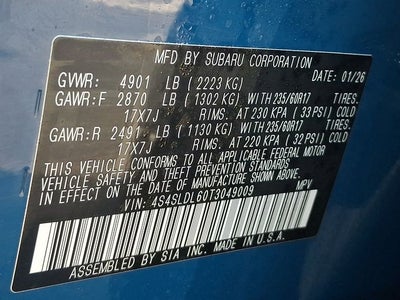 MFD BY SUBARU CORPORATION
GVWR: 4901 LB (2223 KG) DATE: 01/26
GAWR:F 2870 LB (1302 KG) WITH 235/60R17 TIRES.
17X7J RIMS. AT 230 KPA (33 PSI) COLD
GAWR:R 2491 LB (1130 KG) WITH 235/60R17 TIRES.
17X7J RIMS. AT 220 KPA (32 PSI) COLD
THIS VEHICLE CONFORMS TO ALL APPLICABLE FEDERAL MOTOR
VEHICLE SAFETY AND THEFT PREVENTION STANDARDS
IN EFFECT ON THE DATE OF MANUFACTURE SHOWN ABOVE.
VIN: 4S4SLDL60T3049009 MPV
ASSEMBLED BY SIA INC. MADE IN U.S.A.